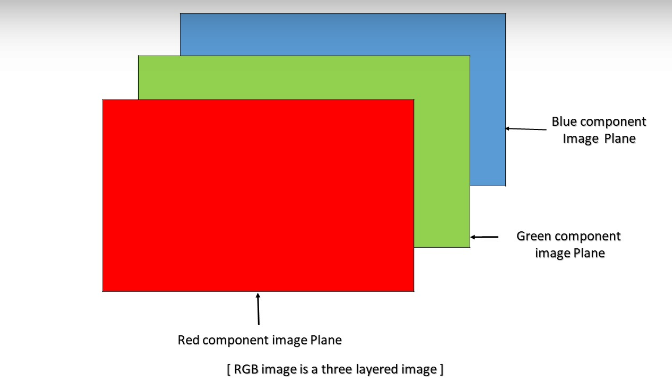 Blue component
Image Plane
Green component
image Plane
Red component image Plane
[ RGB image is a three layered image ]